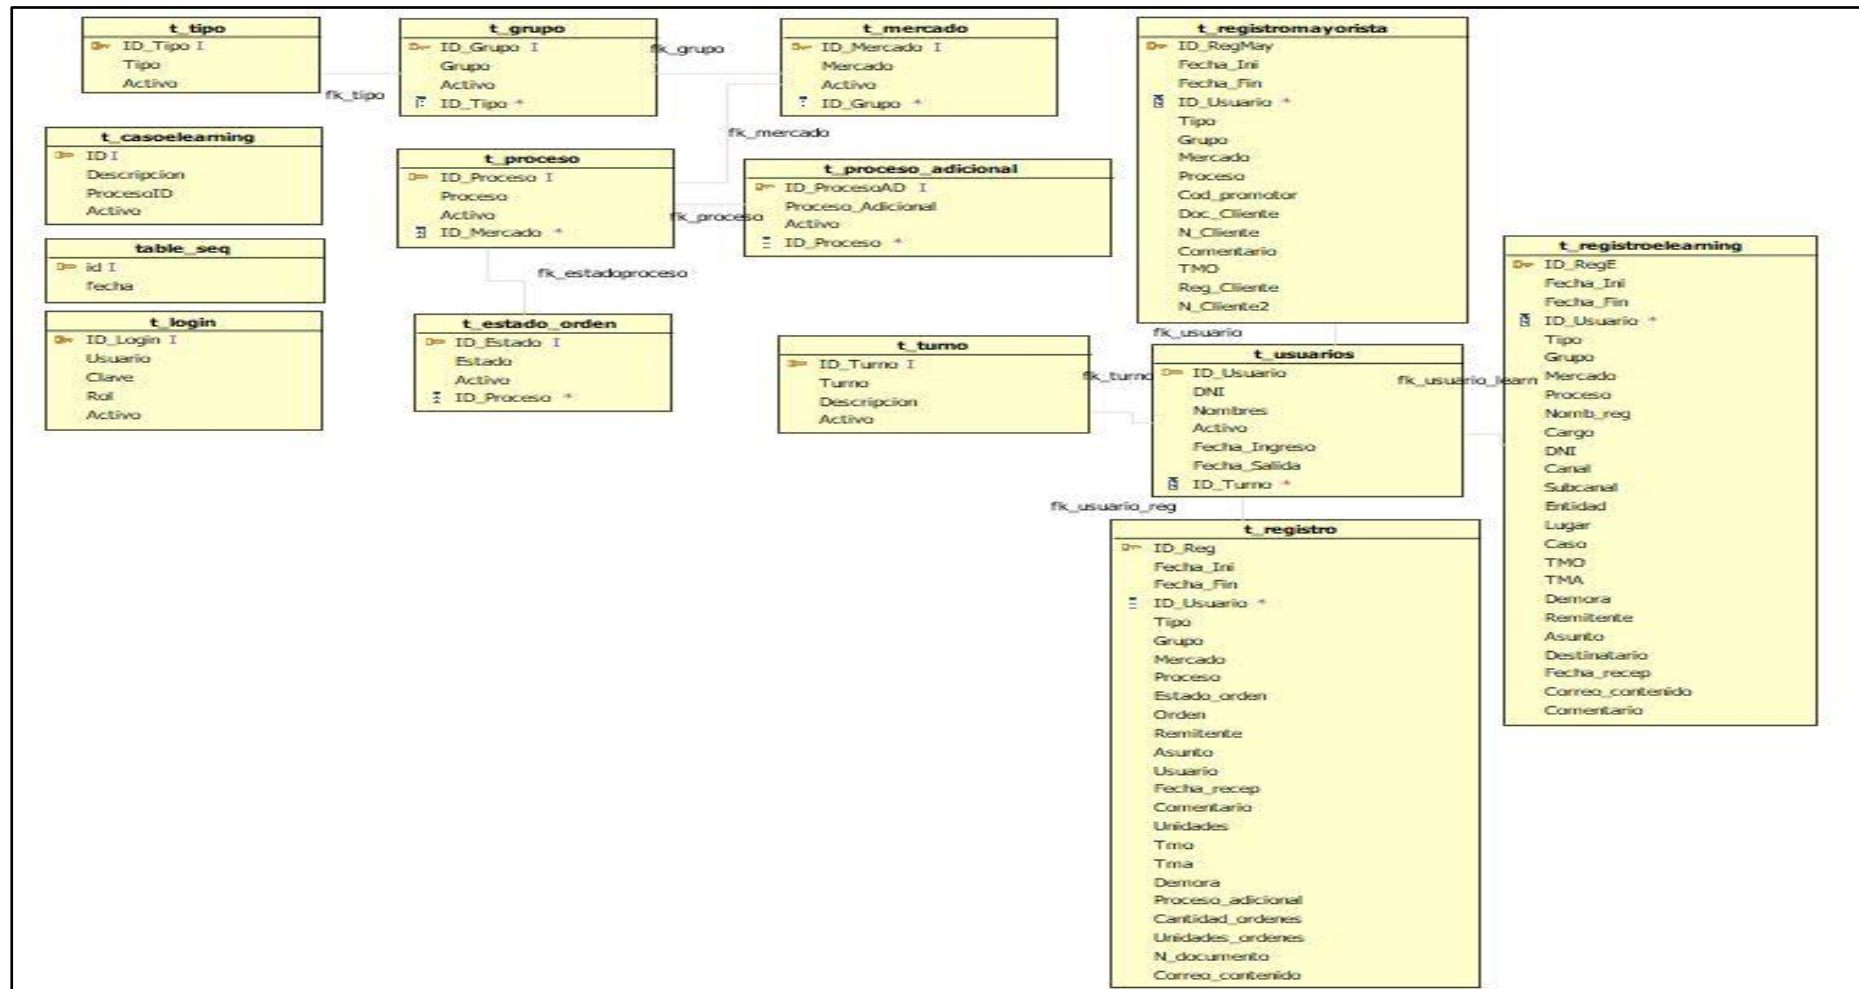 t_tipo
ID_Tipo I
Tipo
Activo
fk_tipo
t_grupo
ID_Grupo I
Grupo
Activo
ID_Tipo *
fk_grupo
t_mercado
ID_Mercado I
Mercado
Activo
ID_Grupo *
fk_mercado
t_registromayorista
ID_RegMay
Fecha_Ini
Fecha_Fin
ID_Usuario *
Tipo
Grupo
Mercado
Proceso
Cod_promotor
Doc_Cliente
N_Cliente
Comentario
TMO
Reg_Cliente
N_Cliente2
fk_usuario
t_casoelearning
ID I
Descripcion
ProcesoID
Activo
t_proceso
ID_Proceso I
Proceso
Activo
ID_Mercado *
fk_proceso
t_proceso_adicional
ID_ProcesoAD I
Proceso_Adicional
Activo
ID_Proceso *
table_seq
id I
fecha
fk_estadoproceso
t_login
ID_Login I
Usuario
Clave
Rol
Activo
t_estado_orden
ID_Estado I
Estado
Activo
ID_Proceso *
t_turno
ID_Turno I
Turno
Descripcion
Activo
fk_turno
t_usuarios
ID_Usuario
DNI
Nombres
Activo
Fecha_Ingreso
Fecha_Salida
ID_Turno *
fk_usuario_learn
t_registroelearning
ID_RegE
Fecha_Ini
Fecha_Fin
ID_Usuario *
Tipo
Grupo
Mercado
Proceso
Nomb_reg
Cargo
DNI
Canal
Subcanal
Entidad
Lugar
Caso
TMO
TMA
Demora
Remitente
Asunto
Destinatario
Fecha_recep
Correo_contenido
Comentario
fk_usuario_reg
t_registro
ID_Reg
Fecha_Ini
Fecha_Fin
ID_Usuario *
Tipo
Grupo
Mercado
Proceso
Estado_orden
Orden
Remitente
Asunto
Usuario
Fecha_recep
Comentario
Unidades
Tmo
Tma
Demora
Proceso_adicional
Cantidad_ordenes
Unidades_ordenes
N_documento
Correo_contenido